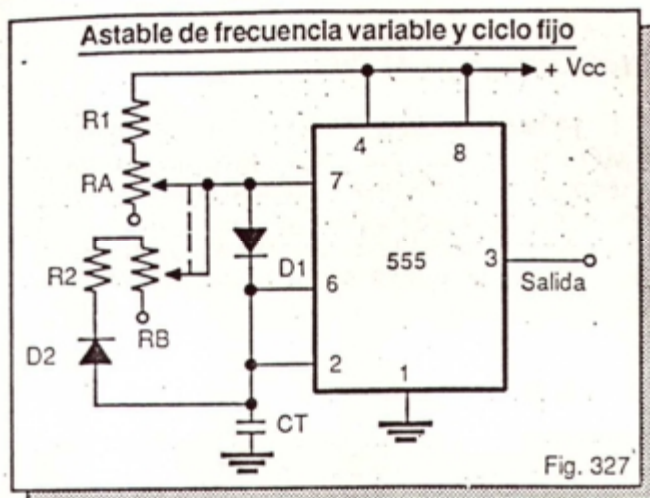 Astable de frecuencia variable y ciclo fijo
+ Vcc
R1
4
8
RA
7
D1
555
3
R2
6
Salida
RB
D2
2
1
CT
Fig. 327